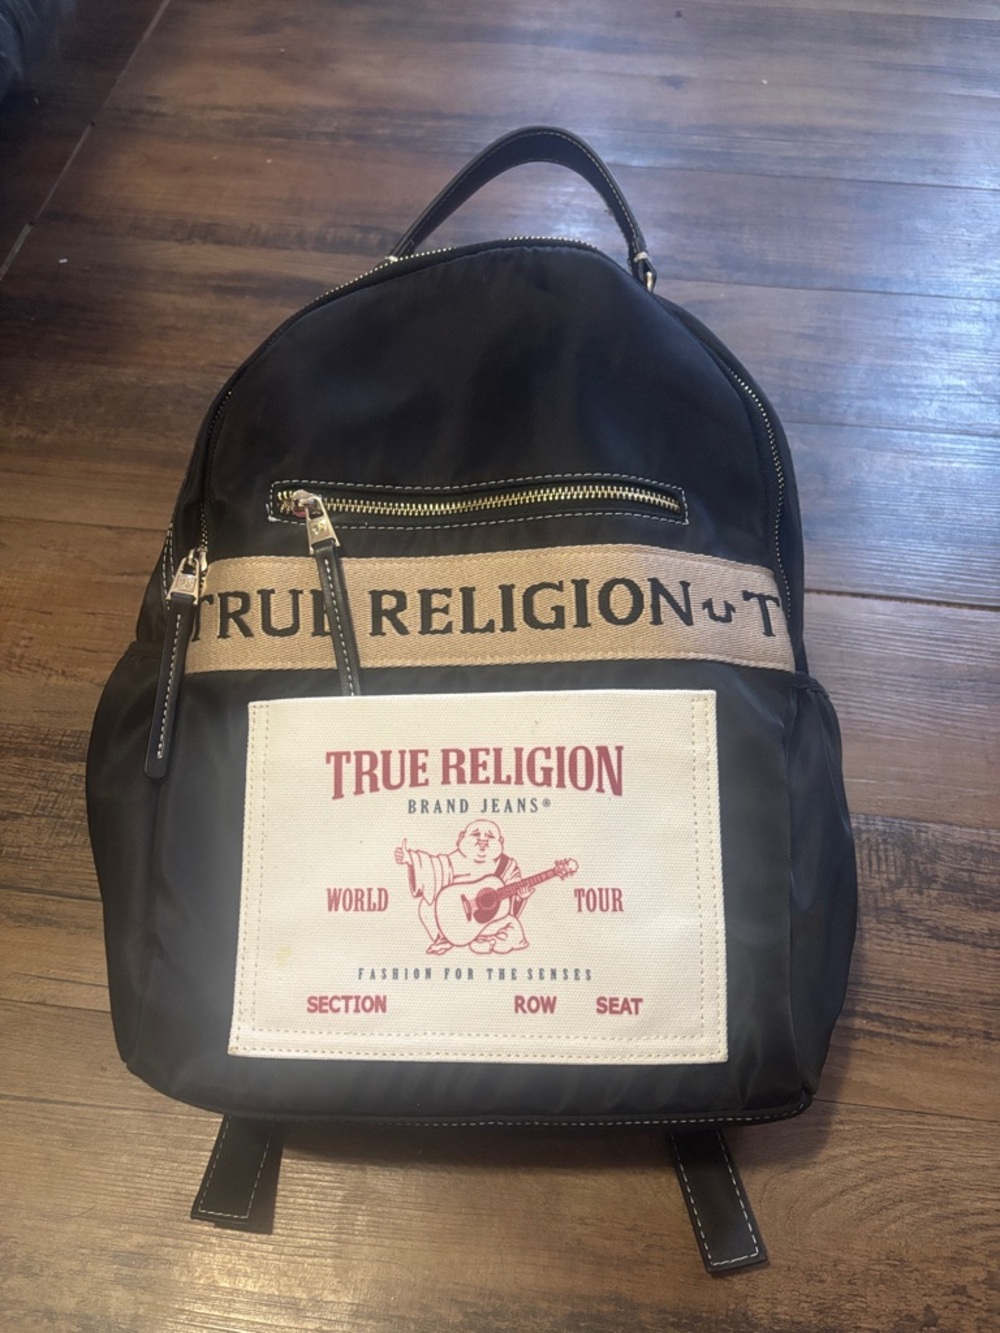 TRUE RELIGION T
TRUE RELIGION
BRAND JEANS®
WORLD TOUR
FASHION FOR THE SENSES
SECTION ROW SEAT